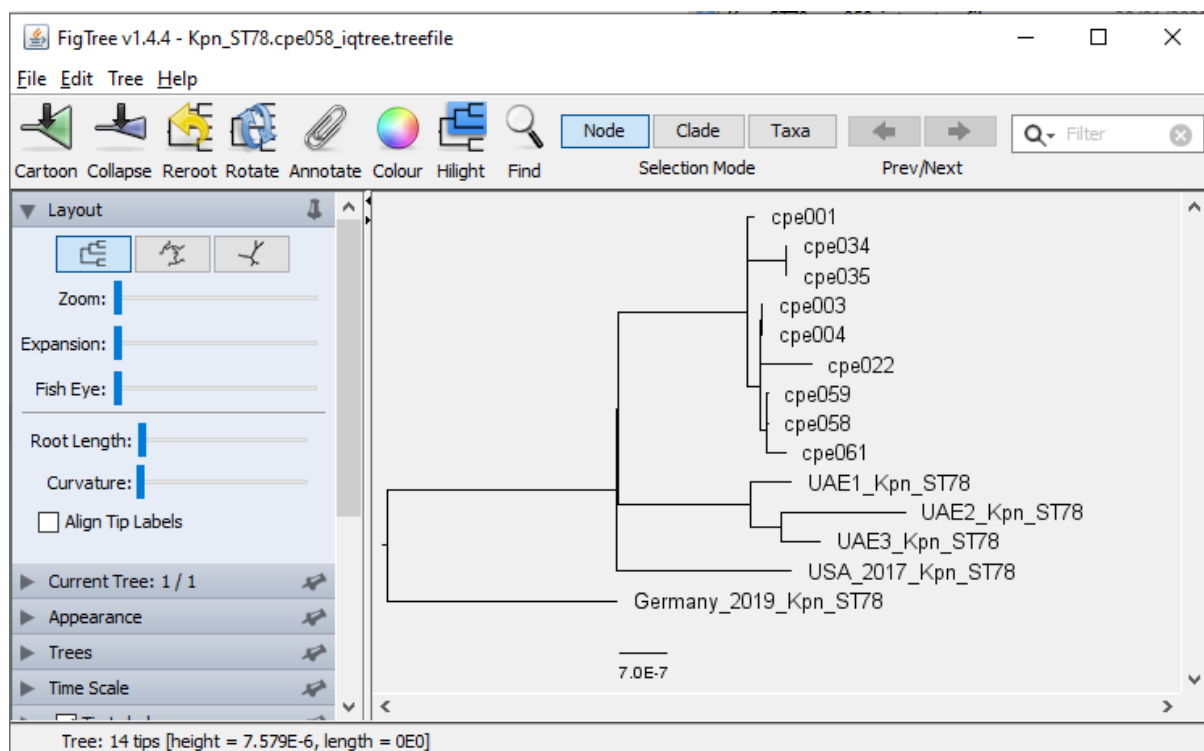 FigTree v1.4.4 - Kpn_ST78.cpe058_iqtree.treefile
File Edit Tree Help
Node Clade Taxa
Filter
Cartoon Collapse Reroot Rotate Annotate Colour Hilight Find Selection Mode Prev/Next
Layout
Zoom:
Expansion:
Fish Eye:
Root Length:
Curvature:
Align Tip Labels
Current Tree: 1 / 1
Appearance
Trees
Time Scale
cpe001
cpe034
cpe035
cpe003
cpe004
cpe022
cpe059
cpe058
cpe061
UAE1_Kpn_ST78
UAE2_Kpn_ST78
UAE3_Kpn_ST78
USA_2017_Kpn_ST78
Germany_2019_Kpn_ST78
7.0E-7
Tree: 14 tips [height = 7.579E-6, length = 0E0]